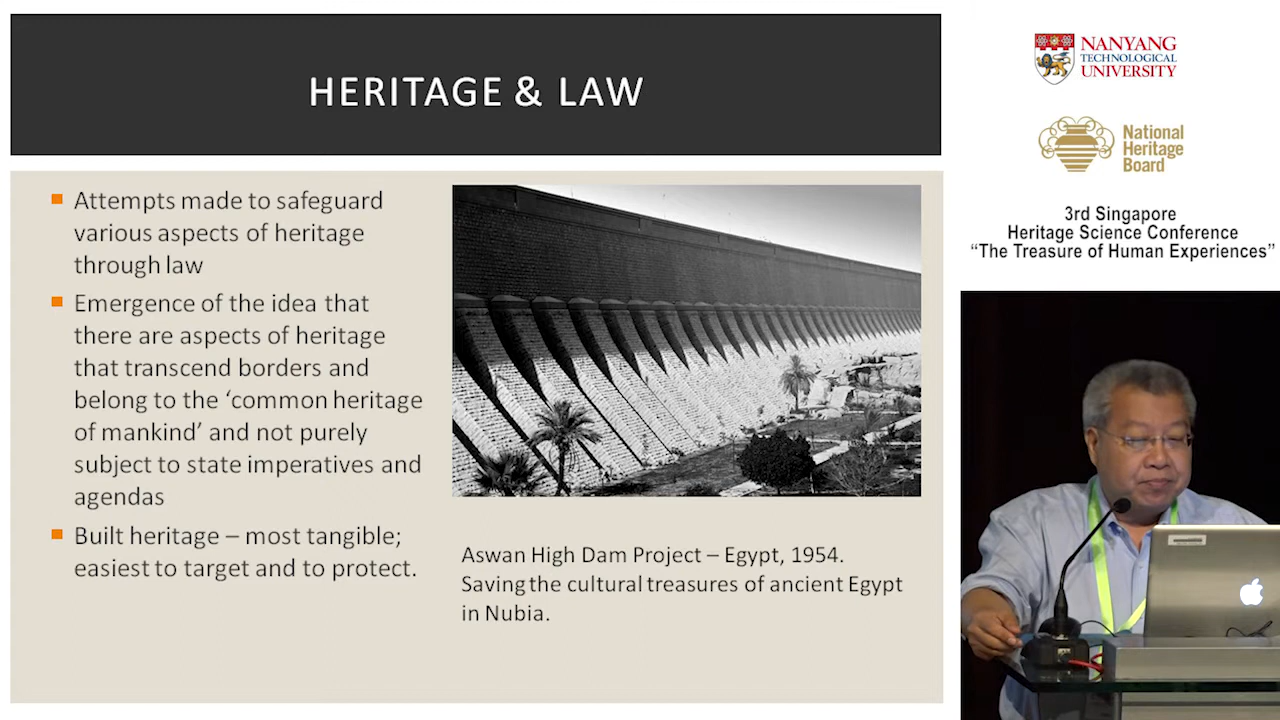 HERITAGE & LAW
Attempts made to safeguard
various aspects of heritage
through law
Emergence of the idea that
there are aspects of heritage
that transcend borders and
belong to the ‘common heritage
of mankind’ and not purely
subject to state imperatives and
agendas
Built heritage – most tangible;
easiest to target and to protect.
Aswan High Dam Project – Egypt, 1954.
Saving the cultural treasures of ancient Egypt
in Nubia.
NANYANG
TECHNOLOGICAL
UNIVERSITY
National
Heritage
Board
3rd Singapore
Heritage Science Conference
“The Treasure of Human Experiences”